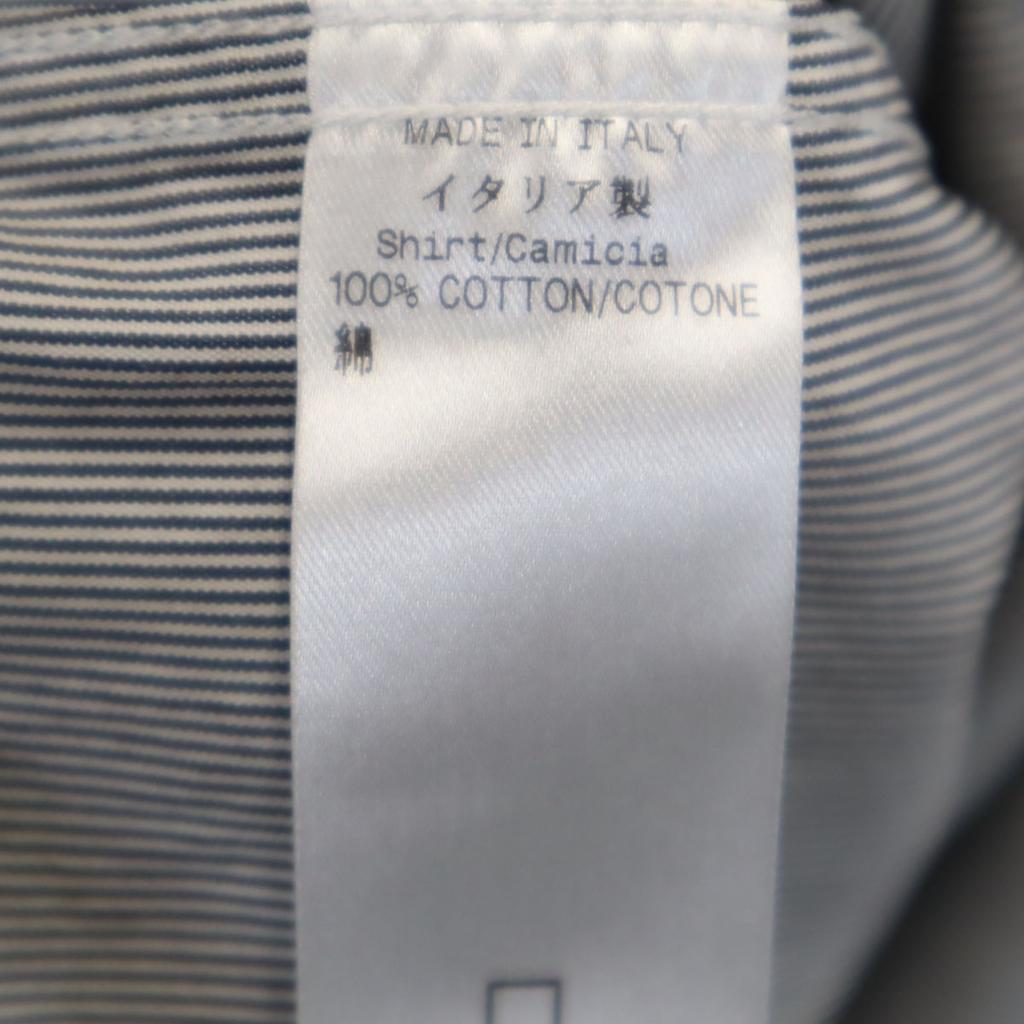 MADE IN ITALY
イタリア製
Shirt/Camicia
100% COTTON/COTONE
綿